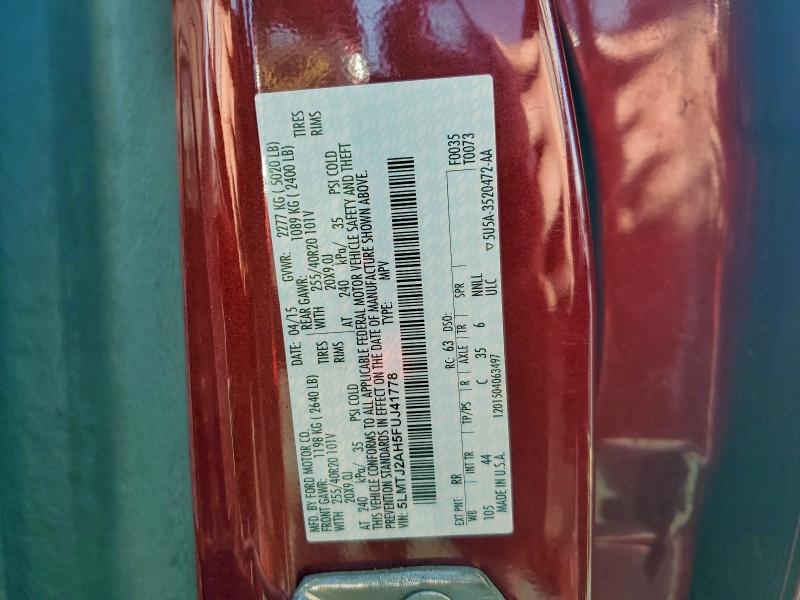 MFD. BY FORD MOTOR CO.
DATE: 04/15 GVWR: 2277 KG ( 5020 LB)
FRONT GAWR: 1198 KG ( 2640 LB) REAR GAWR: 1089 KG ( 2400 LB)
WITH 255/40R20 101V TIRES WITH 255/40R20 101V TIRES
20X9.0J RIMS 20X9.0J RIMS
AT 240 kPa/ 35 PSI COLD AT 240 kPa/ 35 PSI COLD
THIS VEHICLE CONFORMS TO ALL APPLICABLE FEDERAL MOTOR VEHICLE SAFETY AND THEFT
PREVENTION STANDARDS IN EFFECT ON THE DATE OF MANUFACTURE SHOWN ABOVE.
VIN: 5LMTJ2AH5FUJ41778 TYPE: MPV
F0035
T0073
EXT PNT: RR RC: 63 DSO:
WB INT TR TP/PS R AXLE TR SPR
105 44 C 35 6 NNLL
MADE IN U.S.A. 1201504063497 ULC
▽5U5A-3520472-AA